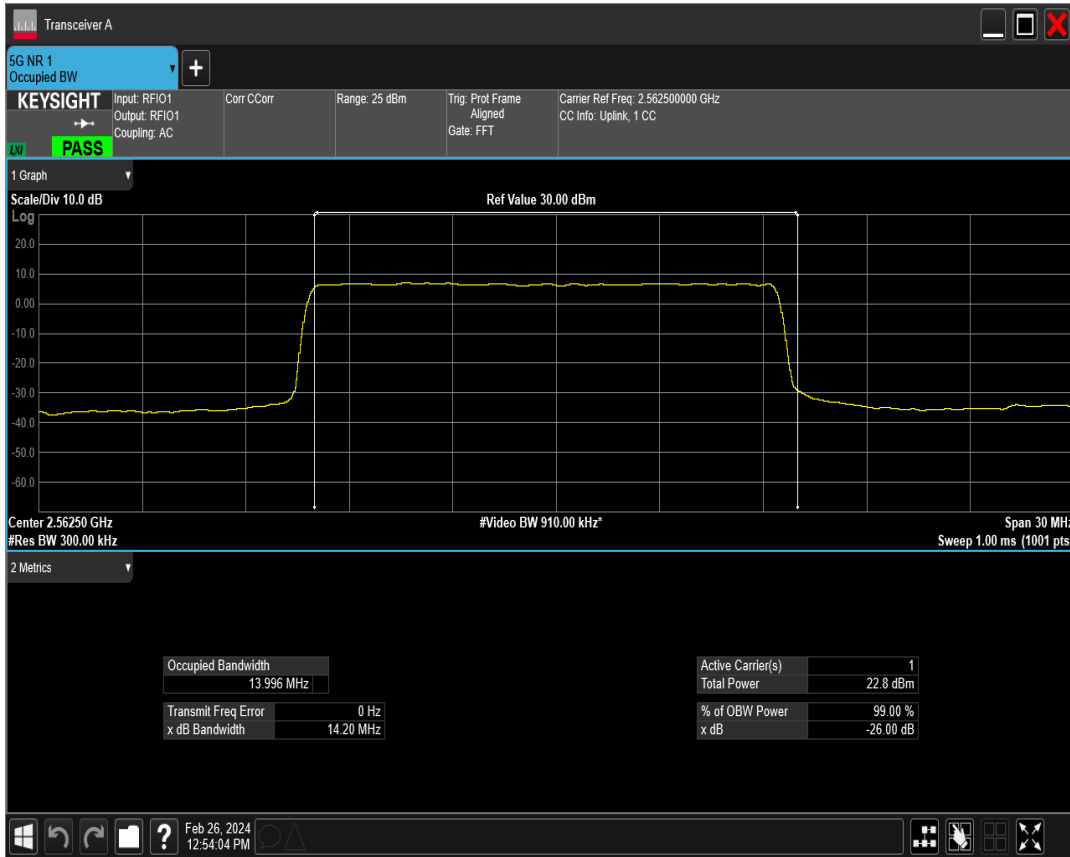 Transceiver A
5G NR 1
Occupied BW
+
KEYSIGHT
LXI
PASS
Input: RFIO1
Output: RFIO1
Coupling: AC
Corr CCorr
Range: 25 dBm
Trig: Prot Frame
Aligned
Gate: FFT
Carrier Ref Freq: 2.562500000 GHz
CC Info: Uplink, 1 CC
1 Graph
Scale/Div 10.0 dB
Ref Value 30.00 dBm
Log
20.0
10.0
0.00
-10.0
-20.0
-30.0
-40.0
-50.0
-60.0
Center 2.56250 GHz
#Video BW 910.00 kHz*
Span 30 MHz
#Res BW 300.00 kHz
Sweep 1.00 ms (1001 pts
2 Metrics
Occupied Bandwidth
13.996 MHz
Transmit Freq Error 0 Hz
x dB Bandwidth 14.20 MHz
Active Carrier(s) 1
Total Power 22.8 dBm
% of OBW Power 99.00 %
x dB -26.00 dB
?
Feb 26, 2024
12:54:04 PM